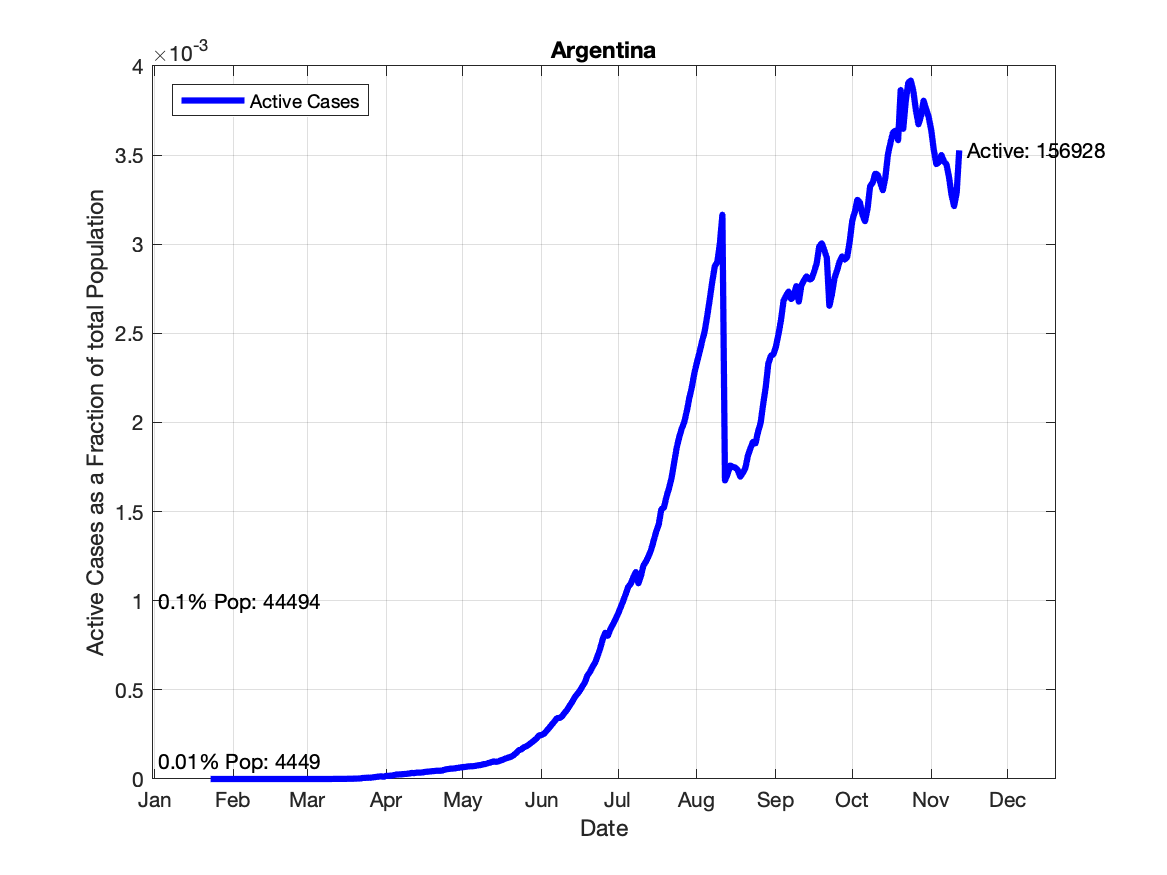 Argentina
×10-3
Active Cases
4
3.5
3
2.5
2
1.5
1
0.5
0
Active Cases as a Fraction of total Population
Active: 156928
0.1% Pop: 44494
0.01% Pop: 4449
Jan Feb Mar Apr May Jun Jul Aug Sep Oct Nov Dec
Date